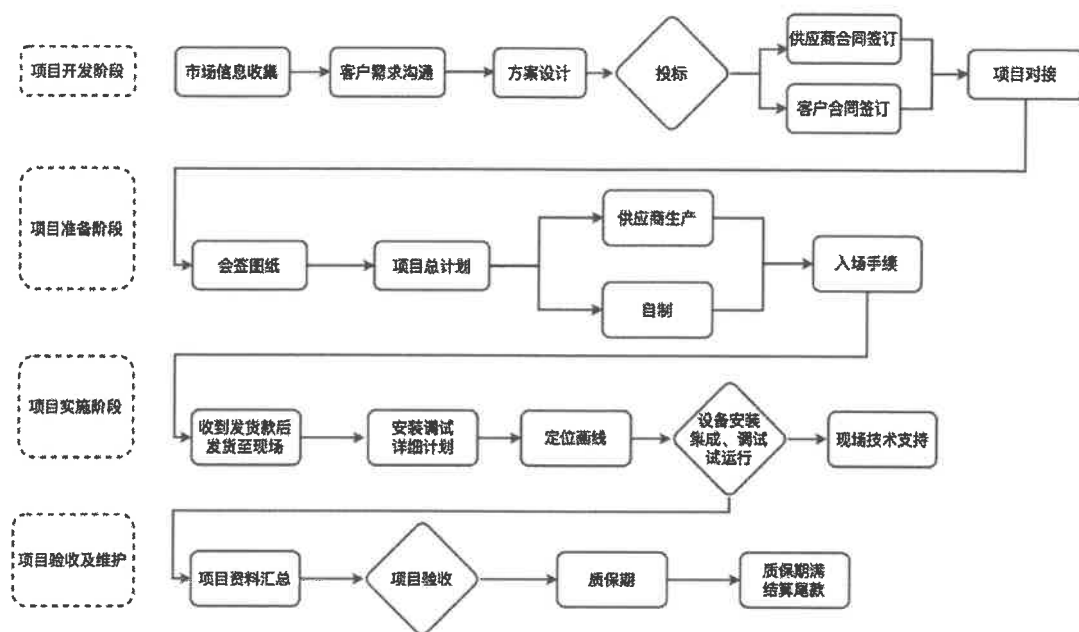 项目开发阶段
市场信息收集
客户需求沟通
方案设计
投标
供应商合同签订
客户合同签订
项目对接
项目准备阶段
会签图纸
项目总计划
供应商生产
自制
入场手续
项目实施阶段
收到发货款后
发货至现场
安装调试
详细计划
定位画线
设备安装
集成、调试
试运行
现场技术支持
项目验收及维护
项目资料汇总
项目验收
质保期
质保期满
结算尾款